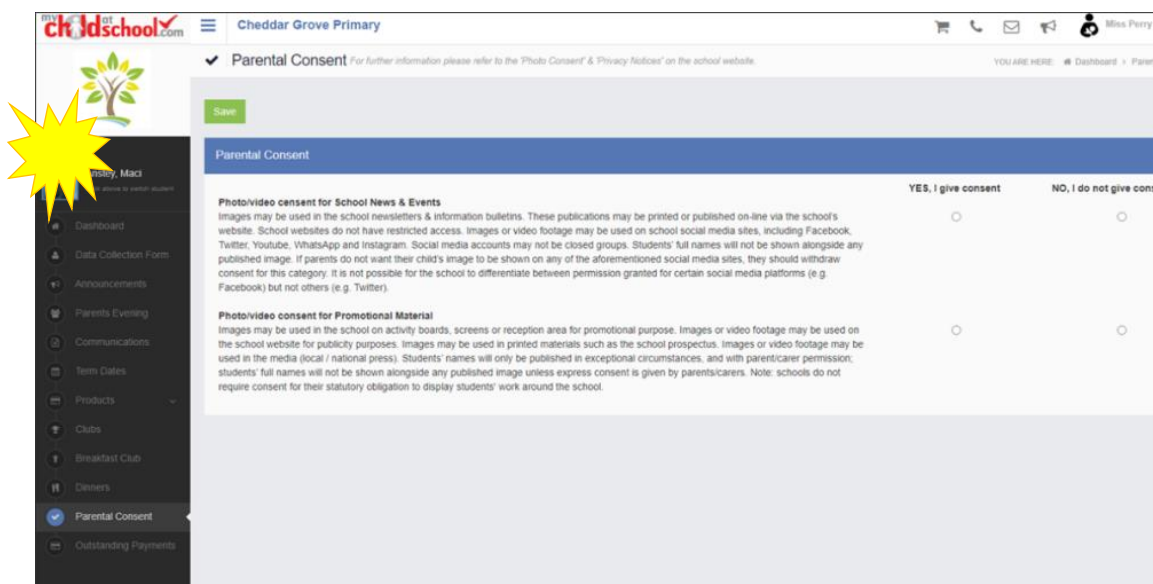 my child at school.com
Cheddar Grove Primary
Miss Perry
Parental Consent For further information please refer to the 'Photo Consent' & 'Privacy Notices' on the school website.
YOU ARE HERE: Dashboard › Paren
Save
Parental Consent
YES, I give consent NO, I do not give cons
Photo/video consent for School News & Events
Images may be used in the school newsletters & information bulletins. These publications may be printed or published on-line via the school's
website. School websites do not have restricted access. Images or video footage may be used on school social media sites, including Facebook,
Twitter, Youtube, WhatsApp and Instagram. Social media accounts may not be closed groups. Students' full names will not be shown alongside any
published image. If parents do not want their child's image to be shown on any of the aforementioned social media sites, they should withdraw
consent for this category. It is not possible for the school to differentiate between permission granted for certain social media platforms (e.g.
Facebook) but not others (e.g. Twitter).
Photo/video consent for Promotional Material
Images may be used in the school on activity boards, screens or reception area for promotional purpose. Images or video footage may be used on
the school website for publicity purposes. Images may be used in printed materials such as the school prospectus. Images or video footage may be
used in the media (local / national press). Students' names will only be published in exceptional circumstances, and with parent/carer permission;
students' full names will not be shown alongside any published image unless express consent is given by parents/carers. Note: schools do not
require consent for their statutory obligation to display students' work around the school.
nstey, Maci
above to switch student
Dashboard
Data Collection Form
Announcements
Parents Evening
Communications
Term Dates
Products
Clubs
Breakfast Club
Dinners
Parental Consent
Outstanding Payments